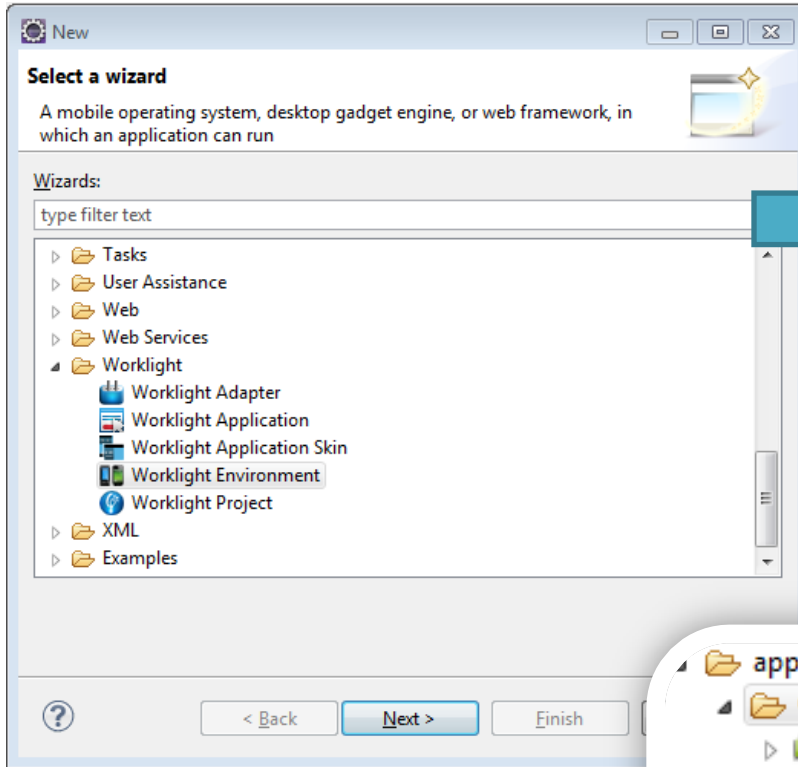 New
Select a wizard
A mobile operating system, desktop gadget engine, or web framework, in
which an application can run
Wizards:
type filter text
Tasks
User Assistance
Web
Web Services
Worklight
Worklight Adapter
Worklight Application
Worklight Application Skin
Worklight Environment
Worklight Project
XML
Examples
app
? < Back Next > Finish